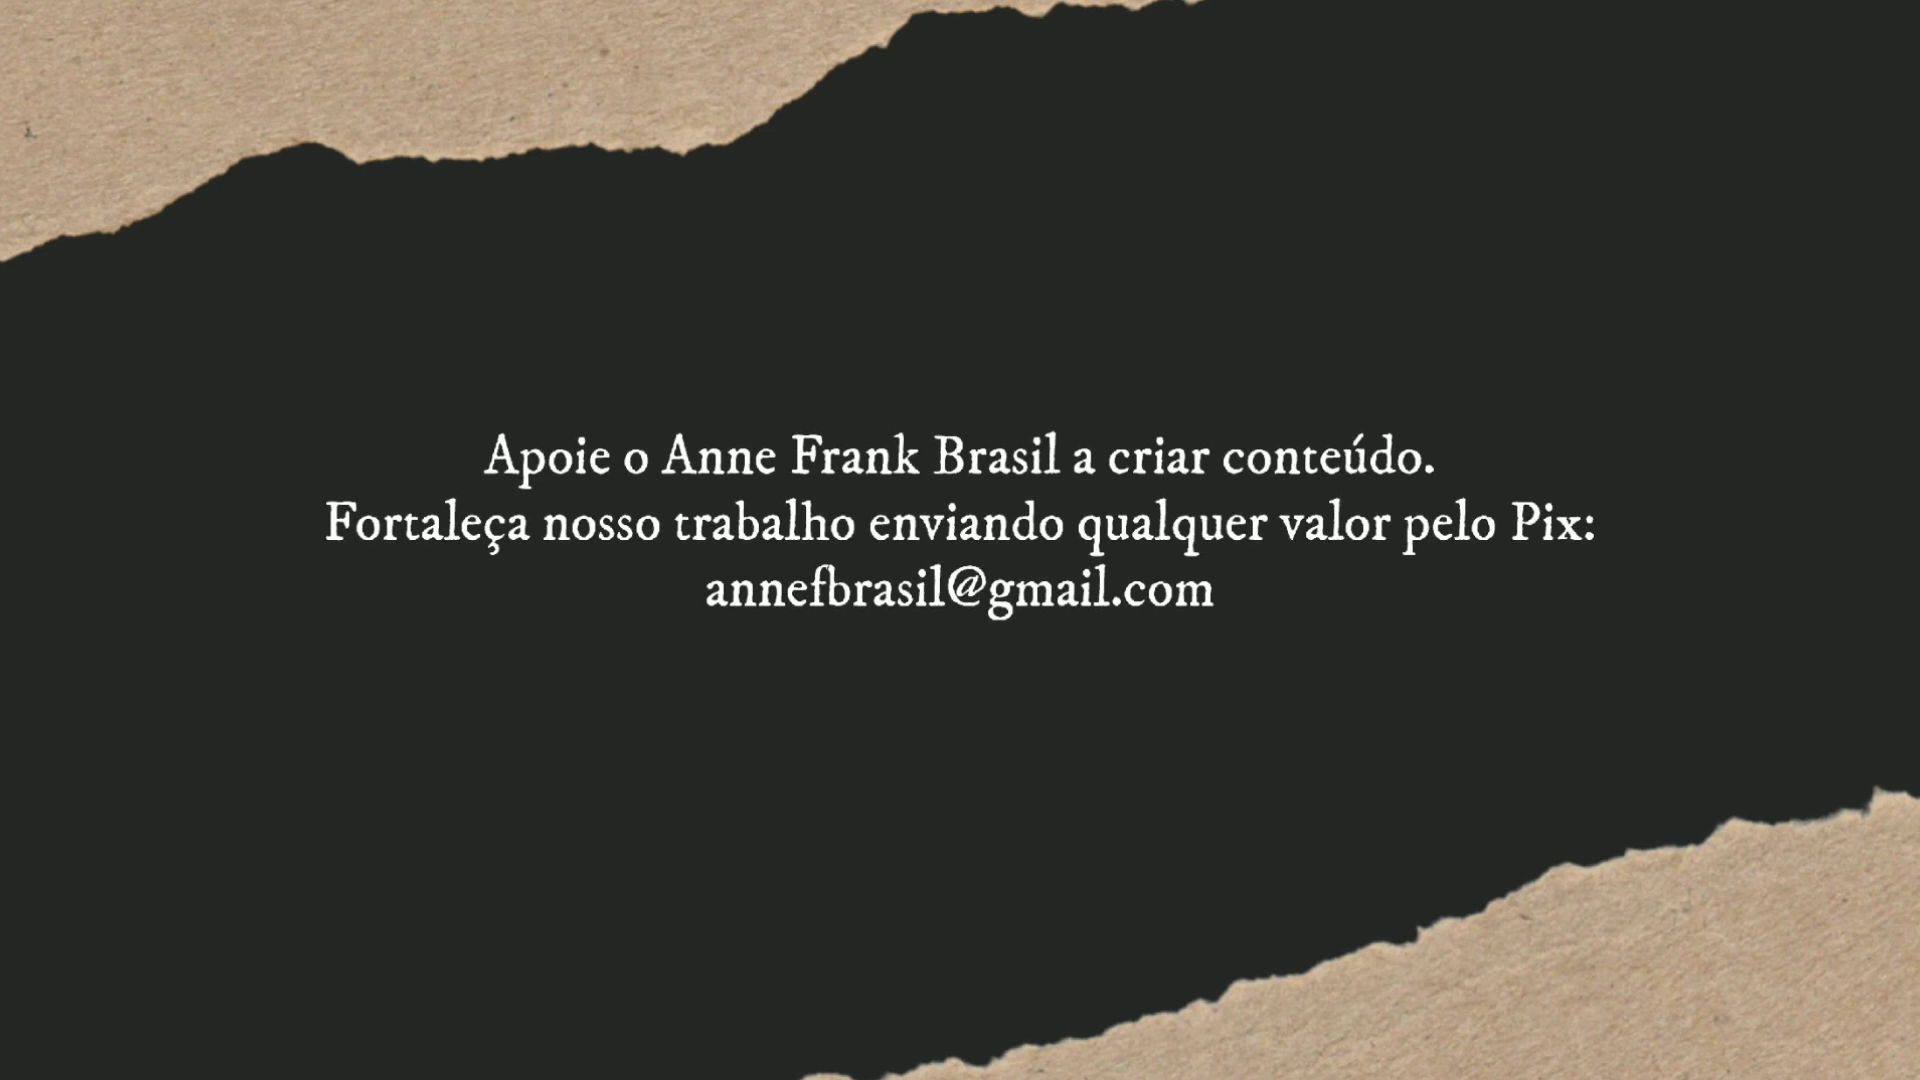 Apoie o Anne Frank Brasil a criar conteúdo.
Fortaleça nosso trabalho enviando qualquer valor pelo Pix:
annefbrasil@gmail.com